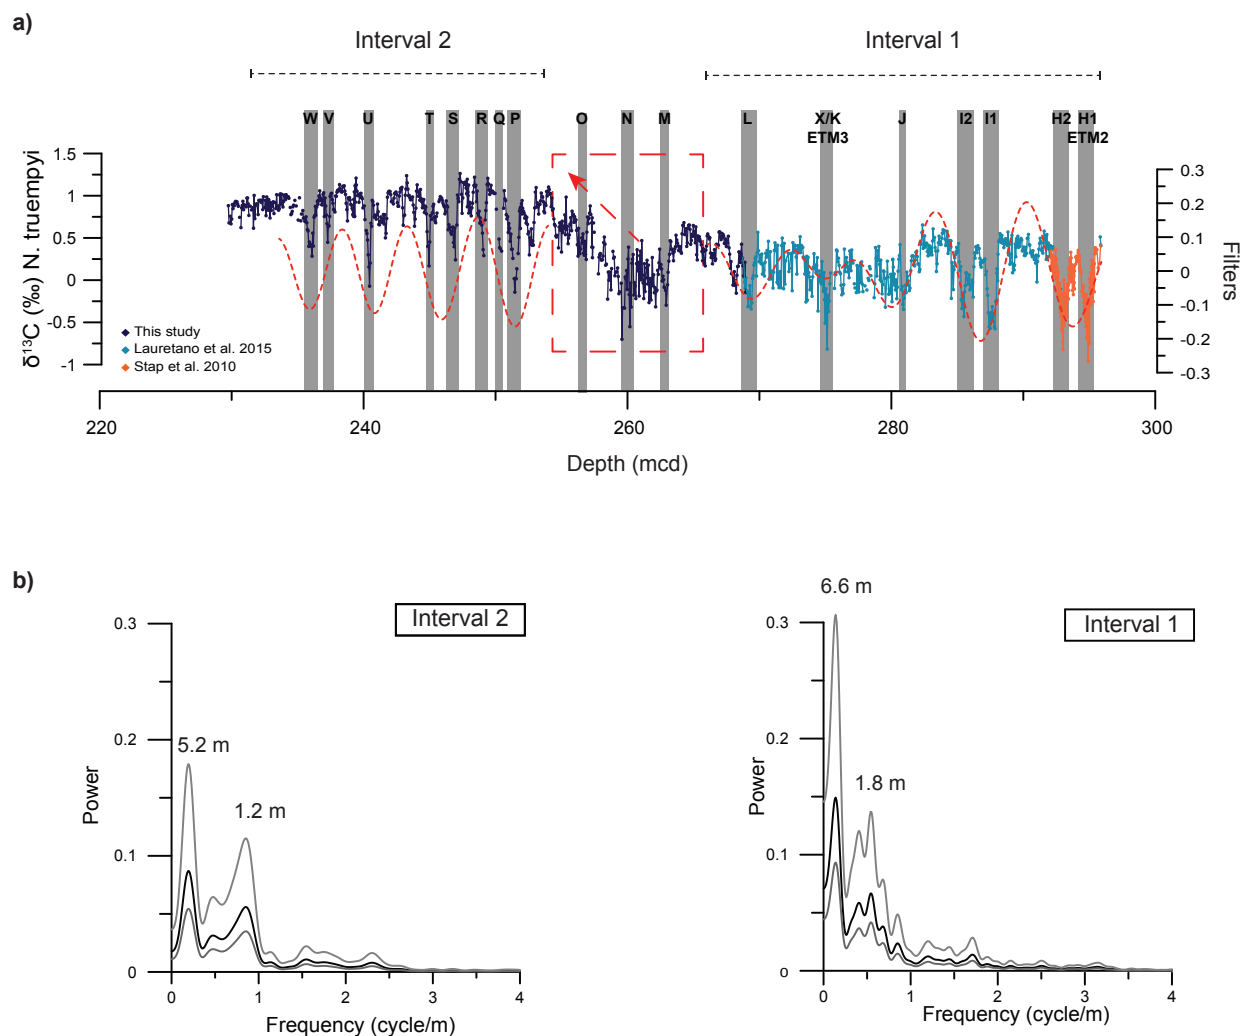 a)
Interval 2
Interval 1
W V U T S R Q P O N M L X/K J I2 I1 H2 H1
ETM3 ETM2
1.5
1
0.5
0
-0.5
-1
δ¹³C (‰) N. truempyi
0.3
0.2
0.1
0
-0.1
-0.2
-0.3
Filters
This study
Lauretano et al. 2015
Stap et al. 2010
220 240 260 280 300
Depth (mcd)
b)
Interval 2
5.2 m
1.2 m
0.3
0.2
0.1
0
Power
0 1 2 3 4
Frequency (cycle/m)
6.6 m
Interval 1
1.8 m
0.3
0.2
0.1
0
Power
0 1 2 3 4
Frequency (cycle/m)